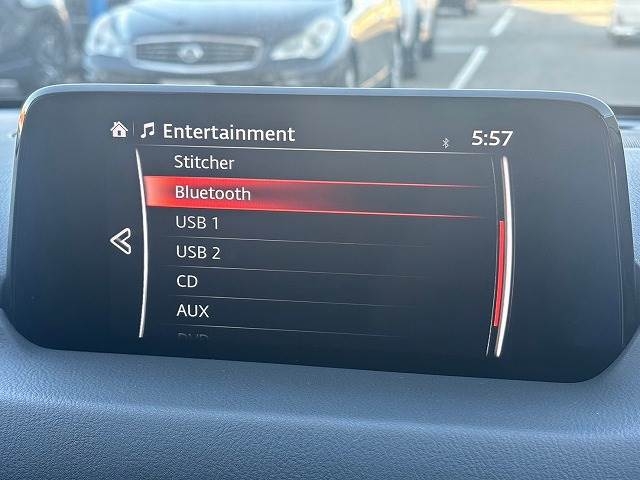 Entertainment
5:57
Stitcher
Bluetooth
USB 1
USB 2
CD
AUX